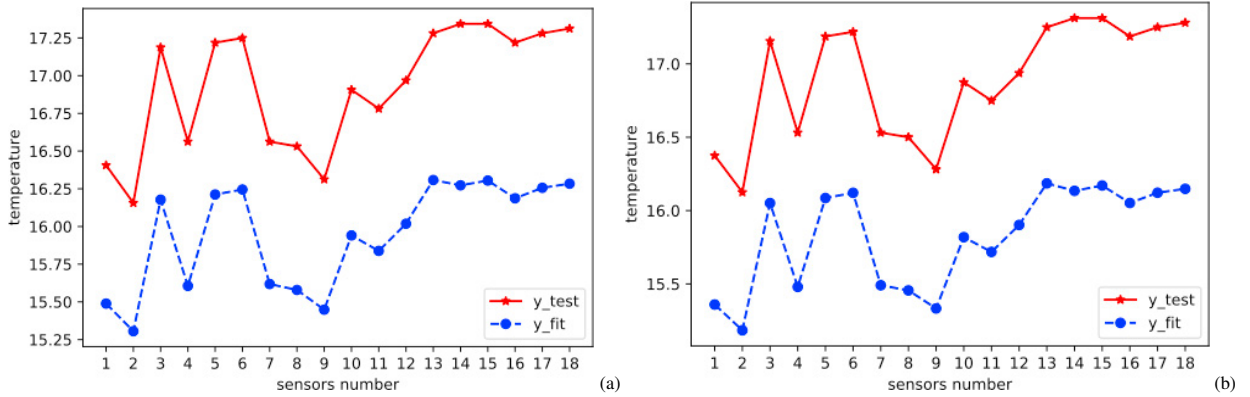 17.25
17.00
16.75
16.50
16.25
16.00
15.75
15.50
15.25
temperature
y_test
y_fit
1 2 3 4 5 6 7 8 9 10 11 12 13 14 15 16 17 18
sensors number
(a)
17.0
16.5
16.0
15.5
temperature
y_test
y_fit
1 2 3 4 5 6 7 8 9 10 11 12 13 14 15 16 17 18
sensors number
(b)